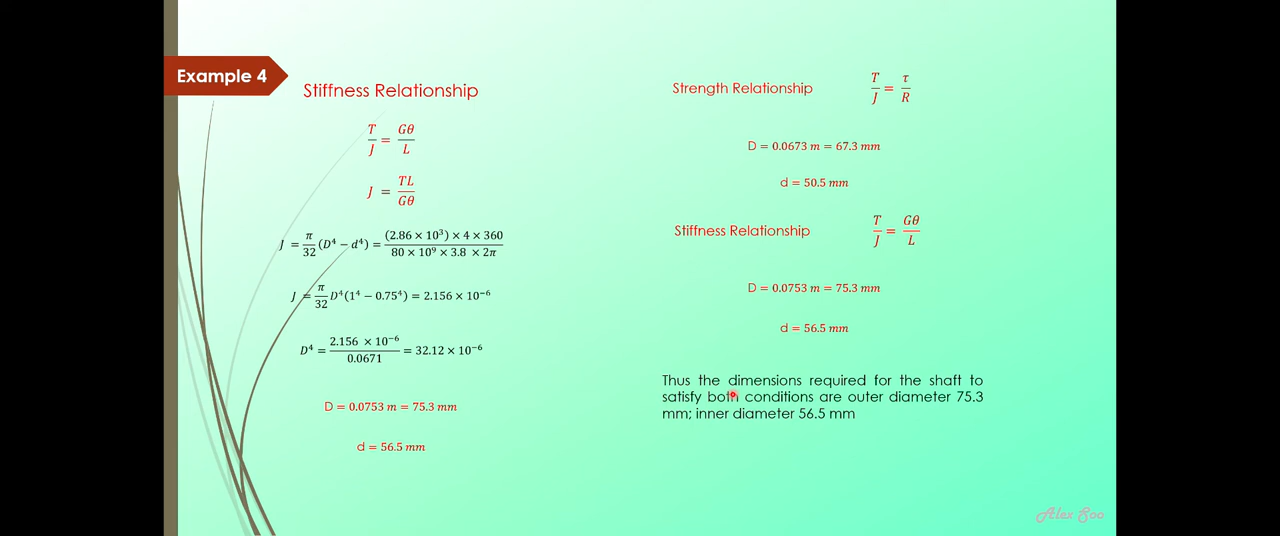 Example 4
Stiffness Relationship
T/J = Gθ/L
J = TL/Gθ
J = π/32 (D⁴ − d⁴) = (2.86 × 10³) × 4 × 360 / 80 × 10⁹ × 3.8 × 2π
J = π/32 D⁴(1⁴ − 0.75⁴) = 2.156 × 10⁻⁶
D⁴ = 2.156 × 10⁻⁶ / 0.0671 = 32.12 × 10⁻⁶
D = 0.0753 m = 75.3 mm
d = 56.5 mm
Strength Relationship T/J = τ/R
D = 0.0673 m = 67.3 mm
d = 50.5 mm
Stiffness Relationship T/J = Gθ/L
D = 0.0753 m = 75.3 mm
d = 56.5 mm
Thus the dimensions required for the shaft to
satisfy both conditions are outer diameter 75.3
mm; inner diameter 56.5 mm
Alex Boo